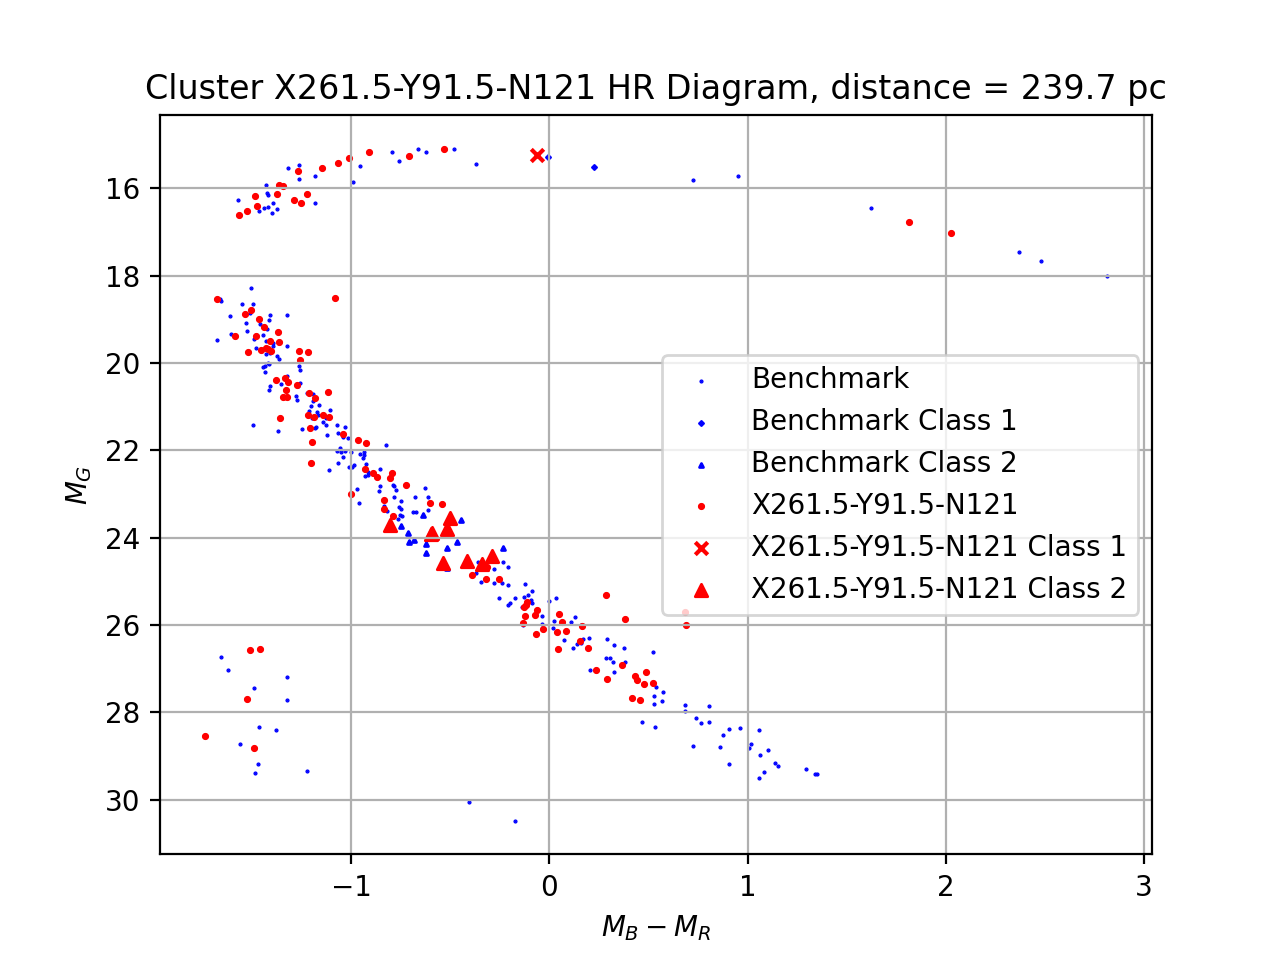 Cluster X261.5-Y91.5-N121 HR Diagram, distance = 239.7 pc
16
18
20
22
24
26
28
30
M_G
Benchmark
Benchmark Class 1
Benchmark Class 2
X261.5-Y91.5-N121
X261.5-Y91.5-N121 Class 1
X261.5-Y91.5-N121 Class 2
−1 0 1 2 3
M_B − M_R